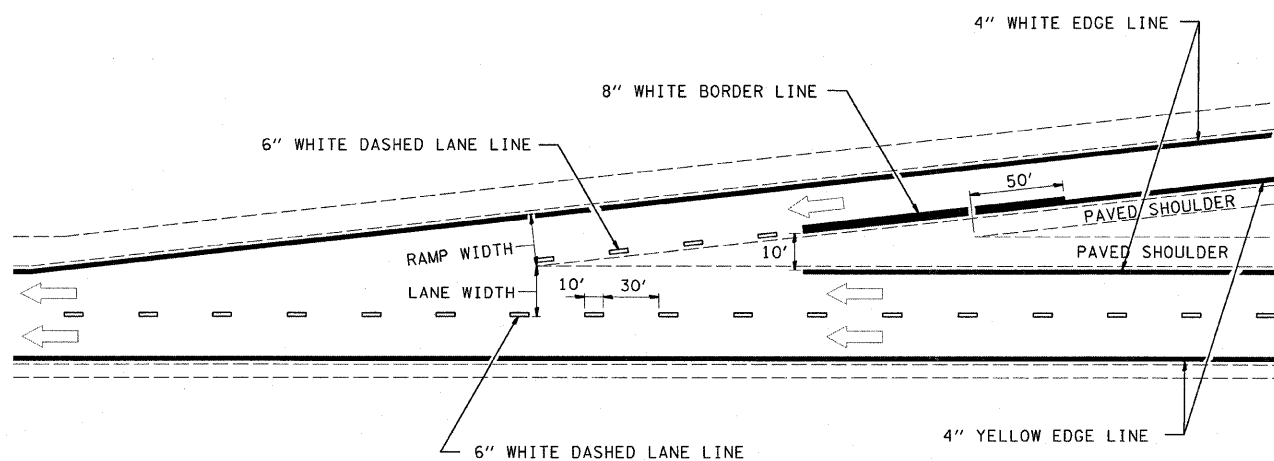 4" WHITE EDGE LINE
8" WHITE BORDER LINE
6" WHITE DASHED LANE LINE
50'
PAVED SHOULDER
RAMP WIDTH
10'
PAVED SHOULDER
LANE WIDTH
10'
30'
4" YELLOW EDGE LINE
6" WHITE DASHED LANE LINE